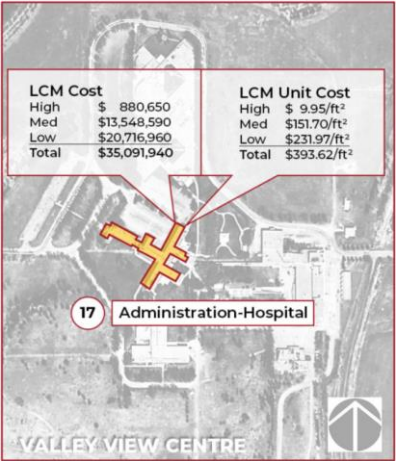 LCM Cost
High $ 880,650
Med $13,548,590
Low $20,716,960
Total $35,091,940
LCM Unit Cost
High $ 9.95/ft²
Med $151.70/ft²
Low $231.97/ft²
Total $393.62/ft²
17 Administration-Hospital
VALLEY VIEW CENTRE